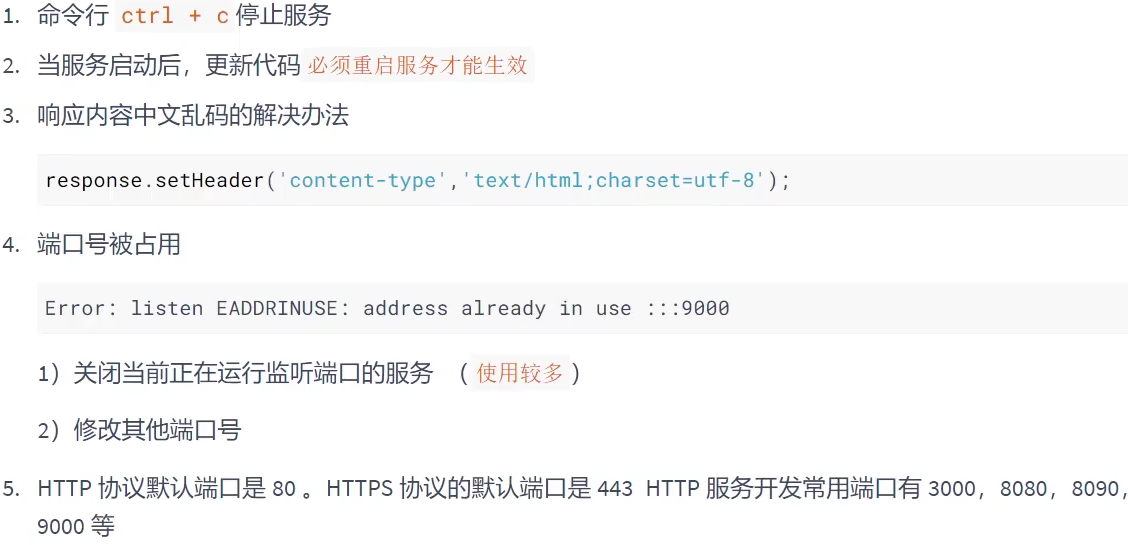 1. 命令行 ctrl + c 停止服务
2. 当服务启动后，更新代码 必须重启服务才能生效
3. 响应内容中文乱码的解决办法
response.setHeader('content-type','text/html;charset=utf-8');
4. 端口号被占用
Error: listen EADDRINUSE: address already in use :::9000
1）关闭当前正在运行监听端口的服务 （ 使用较多 ）
2）修改其他端口号
5. HTTP 协议默认端口是 80 。HTTPS 协议的默认端口是 443 HTTP 服务开发常用端口有 3000，8080，8090，
9000 等